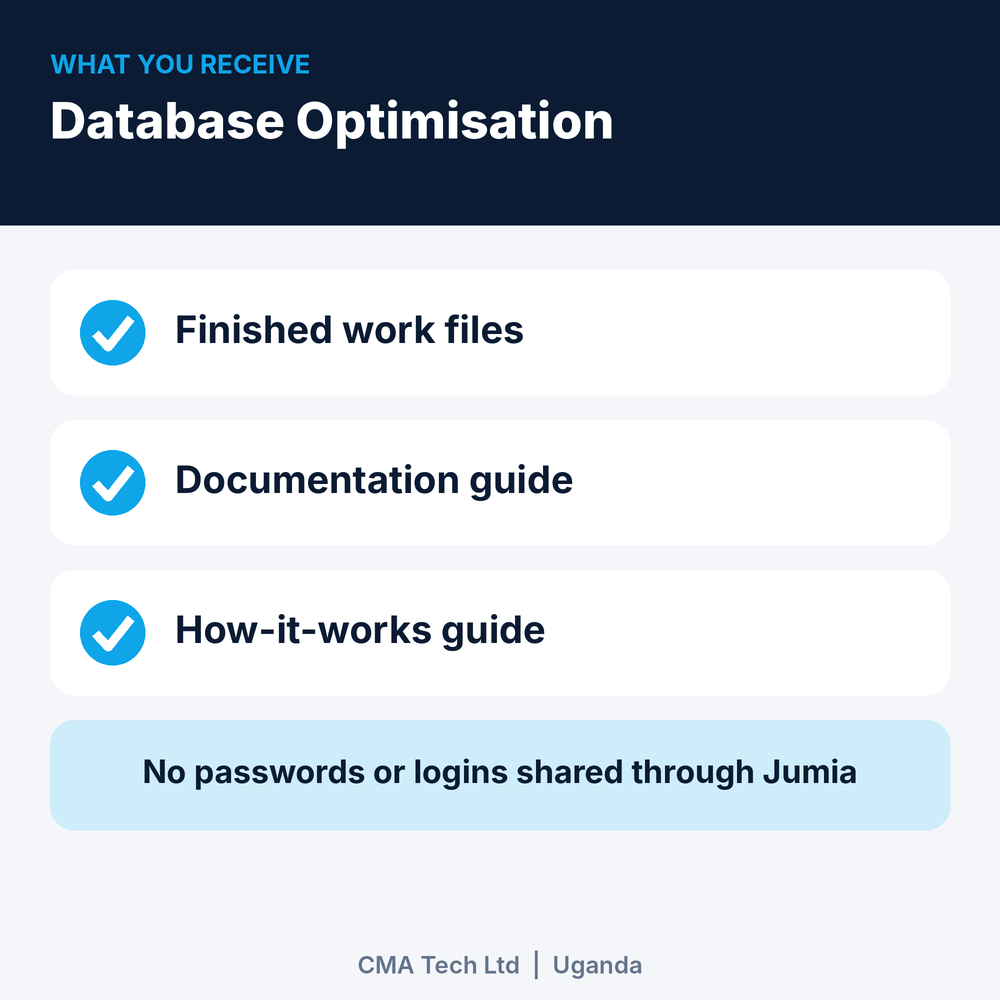 WHAT YOU RECEIVE
Database Optimisation
Finished work files
Documentation guide
How-it-works guide
No passwords or logins shared through Jumia
CMA Tech Ltd | Uganda